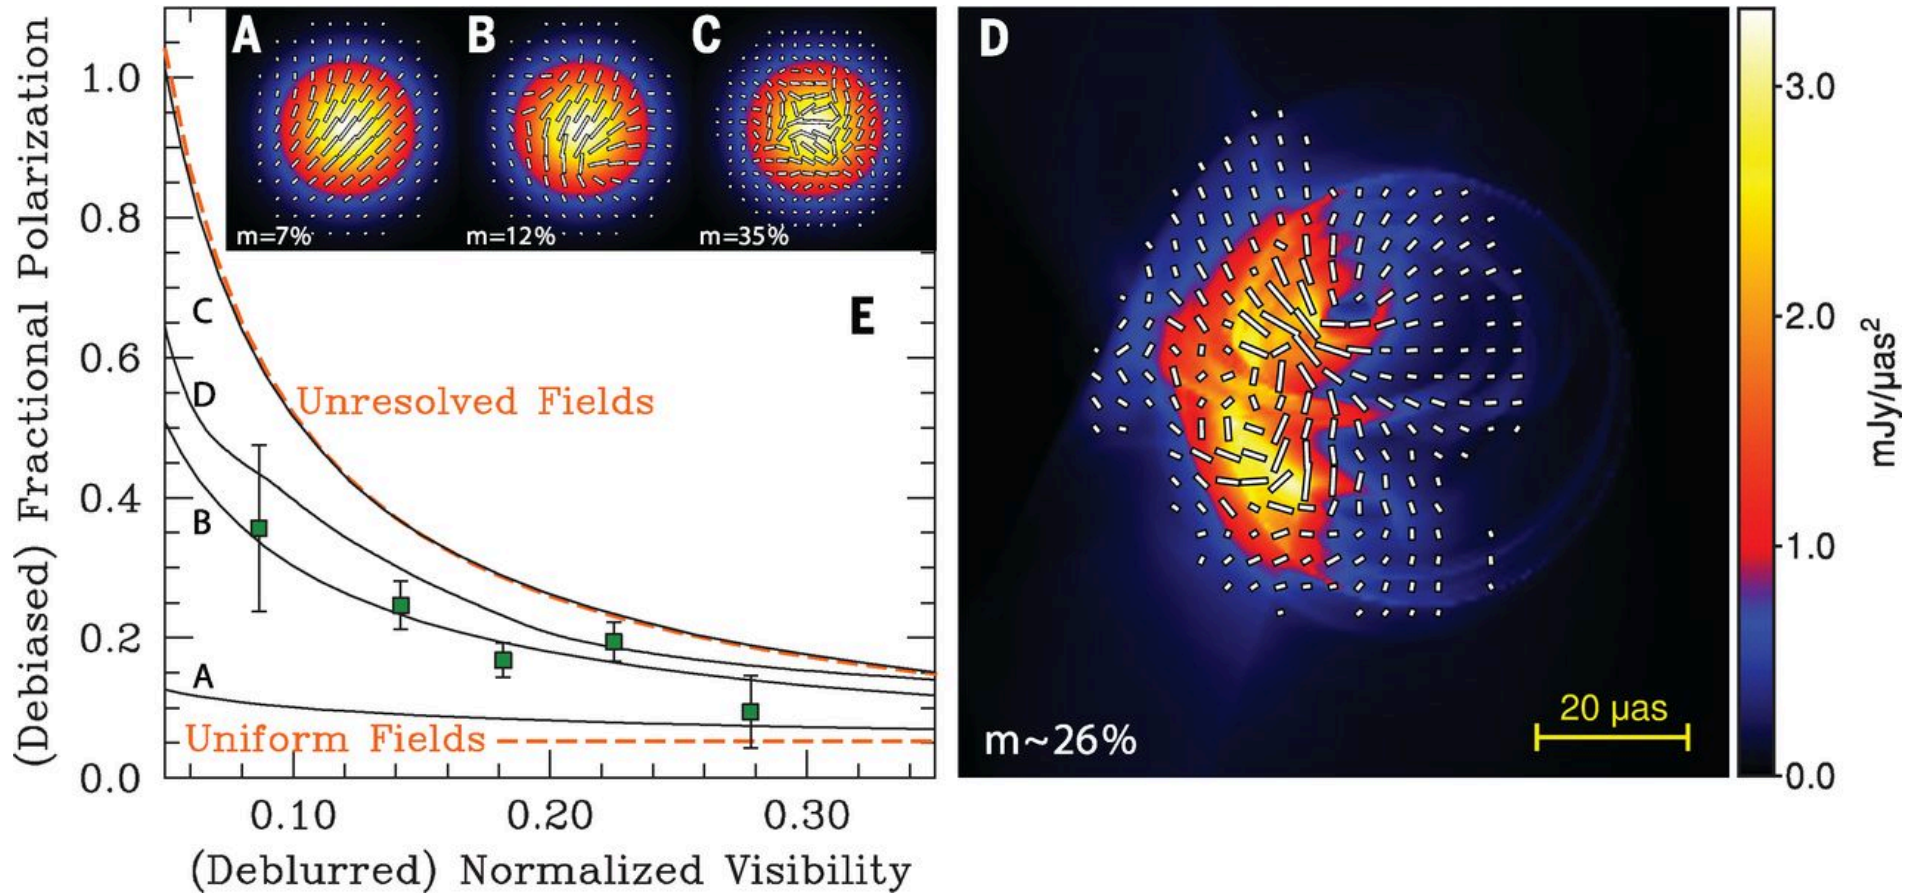 (Debiased) Fractional Polarization
1.0
0.8
0.6
0.4
0.2
0.0
A
m=7%
B
m=12%
C
m=35%
E
C
D
B
A
Unresolved Fields
Uniform Fields
0.10
0.20
0.30
(Deblurred) Normalized Visibility
D
m~26%
20 µas
3.0
2.0
1.0
0.0
mJy/µas²